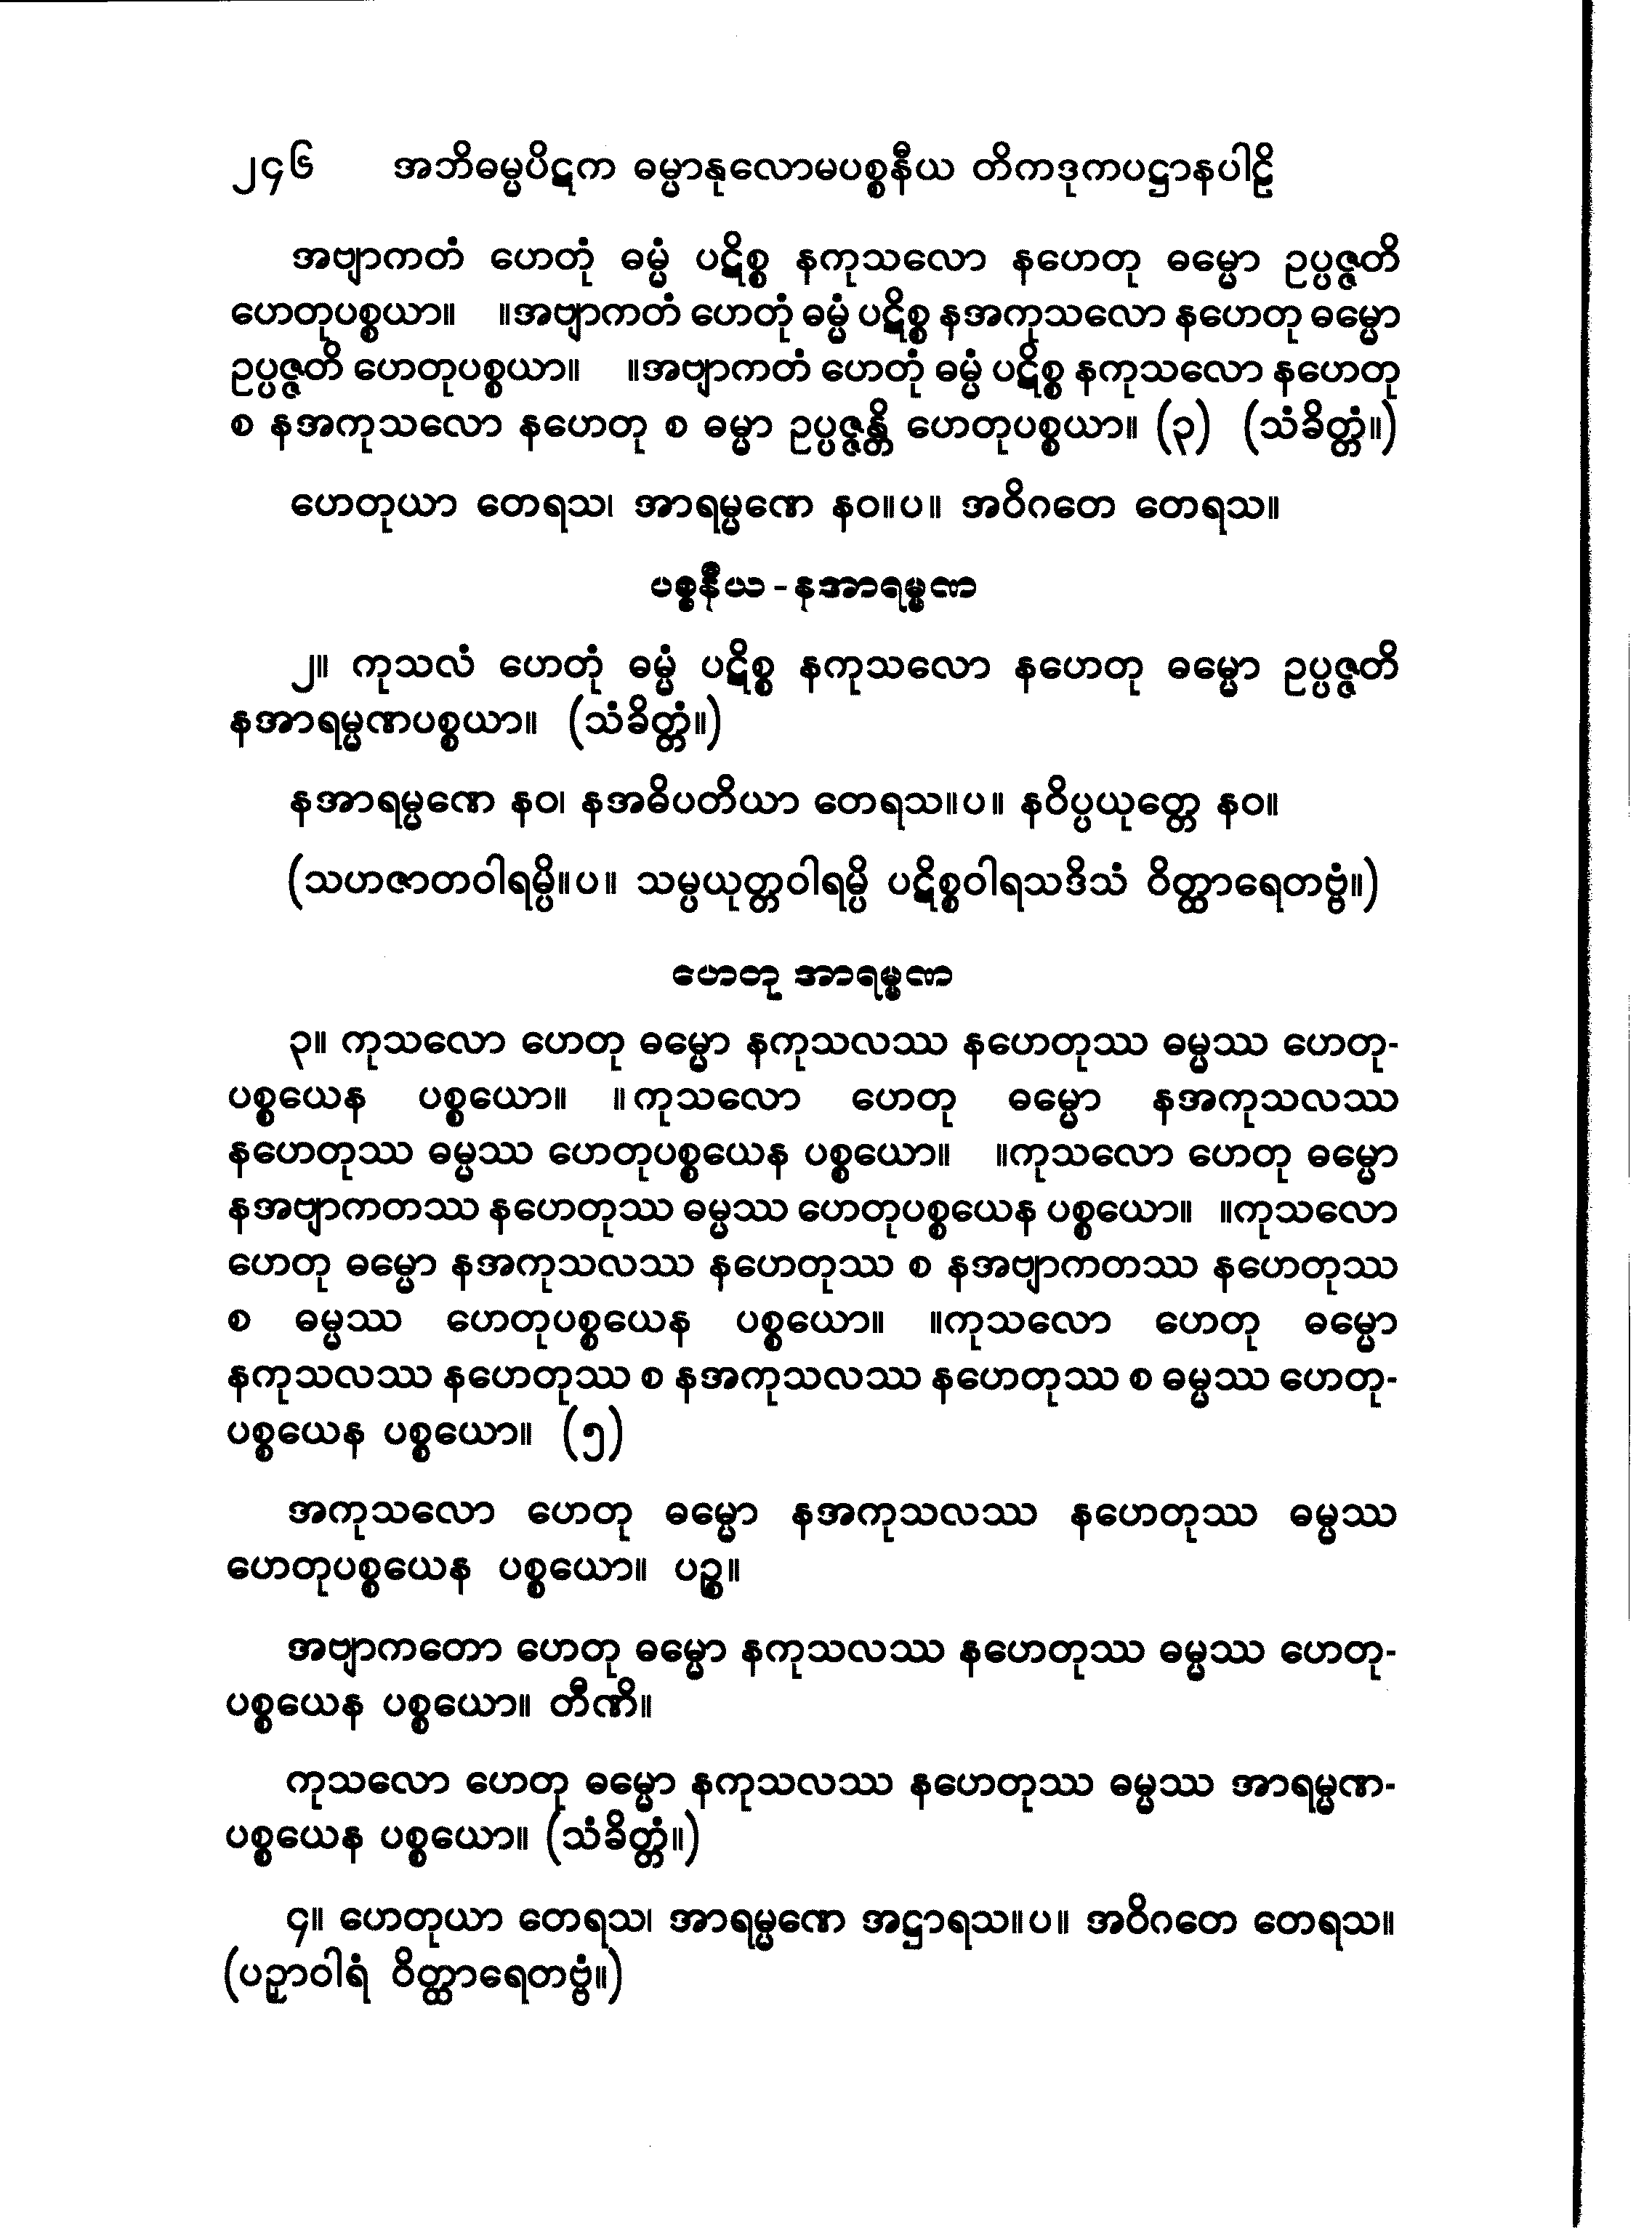 ၂၄၆ အဘိဓမ္မပိဋက ဓမ္မာနုလောမပစ္စနီယ တိကဒုကပဋ္ဌာနပါဠိ
အဗျာကတံ ဟေတုံ ဓမ္မံ ပဋိစ္စ နကုသလော နဟေတု ဓမ္မော ဥပ္ပဇ္ဇတိ
ဟေတုပစ္စယာ။ ။အဗျာကတံ ဟေတုံ ဓမ္မံ ပဋိစ္စ နအကုသလော နဟေတု ဓမ္မော
ဥပ္ပဇ္ဇတိ ဟေတုပစ္စယာ။ ။အဗျာကတံ ဟေတုံ ဓမ္မံ ပဋိစ္စ နကုသလော နဟေတု
စ နအကုသလော နဟေတု စ ဓမ္မာ ဥပ္ပဇ္ဇန္တိ ဟေတုပစ္စယာ။ (၃) (သံခိတ္တံ။)
ဟေတုယာ တေရသ၊ အာရမ္မဏေ နဝ။ပ။ အဝိဂတေ တေရသ။
ပစ္စနီယ - နအာရမ္မဏ
၂။ ကုသလံ ဟေတုံ ဓမ္မံ ပဋိစ္စ နကုသလော နဟေတု ဓမ္မော ဥပ္ပဇ္ဇတိ
နအာရမ္မဏပစ္စယာ။ (သံခိတ္တံ။)
နအာရမ္မဏေ နဝ၊ နအဓိပတိယာ တေရသ။ပ။ နဝိပ္ပယုတ္တေ နဝ။
(သဟဇာတဝါရမ္ပိ။ပ။ သမ္ပယုတ္တဝါရမ္ပိ ပဋိစ္စဝါရသဒိသံ ဝိတ္ထာရေတဗ္ဗံ။)
ဟေတု အာရမ္မဏ
၃။ ကုသလော ဟေတု ဓမ္မော နကုသလဿ နဟေတုဿ ဓမ္မဿ ဟေတု-
ပစ္စယေန ပစ္စယော။ ။ကုသလော ဟေတု ဓမ္မော နအကုသလဿ
နဟေတုဿ ဓမ္မဿ ဟေတုပစ္စယေန ပစ္စယော။ ။ကုသလော ဟေတု ဓမ္မော
နအဗျာကတဿ နဟေတုဿ ဓမ္မဿ ဟေတုပစ္စယေန ပစ္စယော။ ။ကုသလော
ဟေတု ဓမ္မော နအကုသလဿ နဟေတုဿ စ နအဗျာကတဿ နဟေတုဿ
စ ဓမ္မဿ ဟေတုပစ္စယေန ပစ္စယော။ ။ကုသလော ဟေတု ဓမ္မော
နကုသလဿ နဟေတုဿ စ နအကုသလဿ နဟေတုဿ စ ဓမ္မဿ ဟေတု-
ပစ္စယေန ပစ္စယော။ (၅)
အကုသလော ဟေတု ဓမ္မော နအကုသလဿ နဟေတုဿ ဓမ္မဿ
ဟေတုပစ္စယေန ပစ္စယော။ ပဉ္စ။
အဗျာကတော ဟေတု ဓမ္မော နကုသလဿ နဟေတုဿ ဓမ္မဿ ဟေတု-
ပစ္စယေန ပစ္စယော။ တီဏိ။
ကုသလော ဟေတု ဓမ္မော နကုသလဿ နဟေတုဿ ဓမ္မဿ အာရမ္မဏ-
ပစ္စယေန ပစ္စယော။ (သံခိတ္တံ။)
၄။ ဟေတုယာ တေရသ၊ အာရမ္မဏေ အဋ္ဌာရသ။ပ။ အဝိဂတေ တေရသ။
(ပဉှာဝါရံ ဝိတ္ထာရေတဗ္ဗံ။)